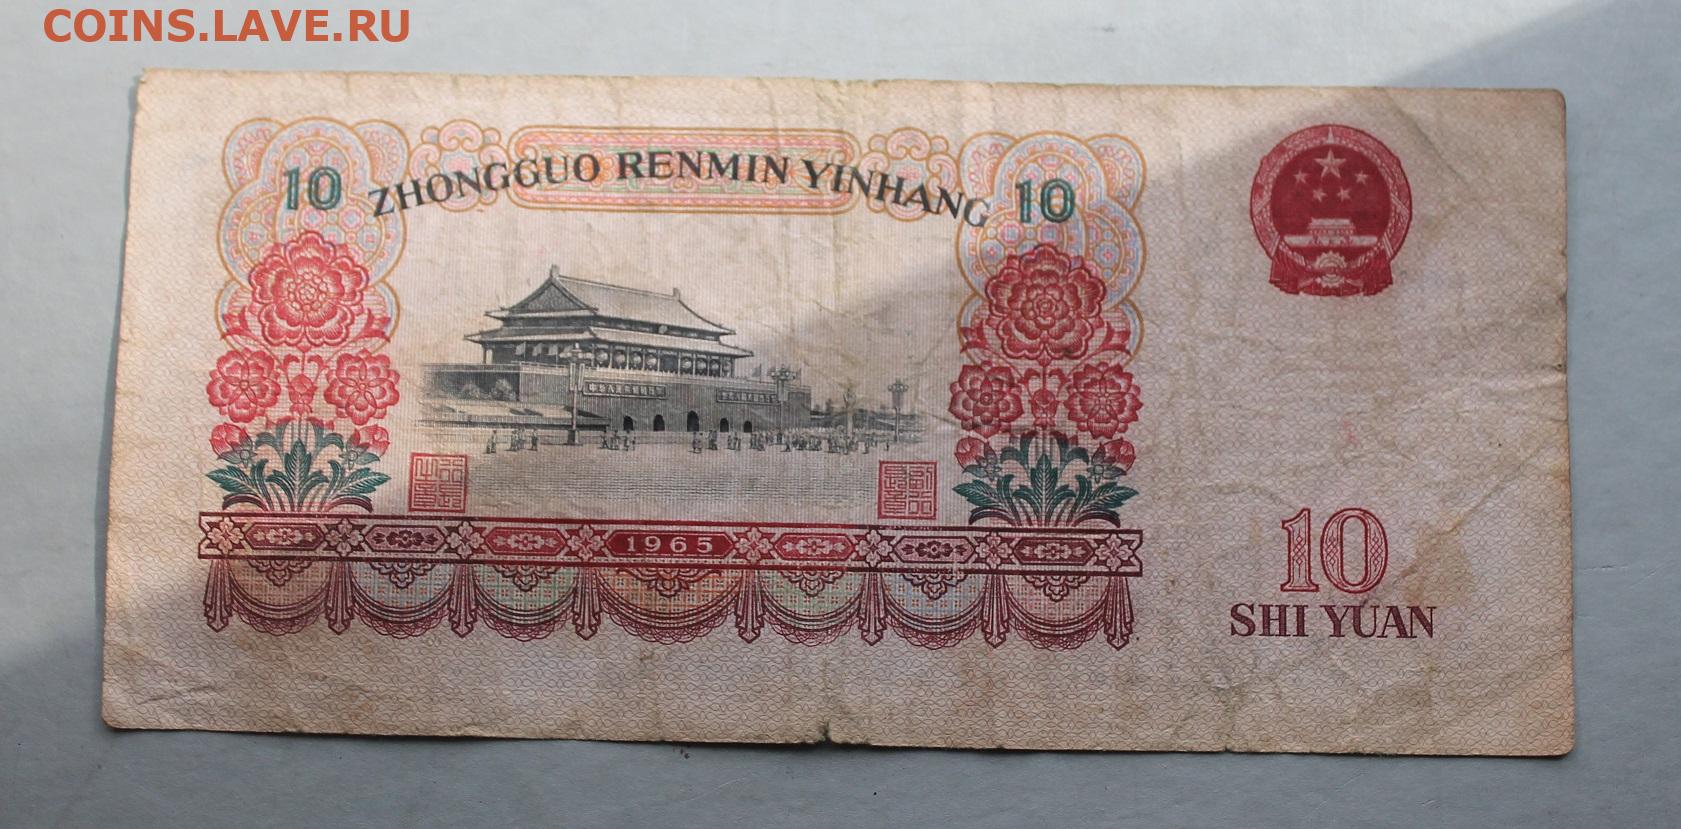 COINS.LAVE.RU
ZHONGGUO RENMIN YINHANG
10
10
1965
10
SHI YUAN